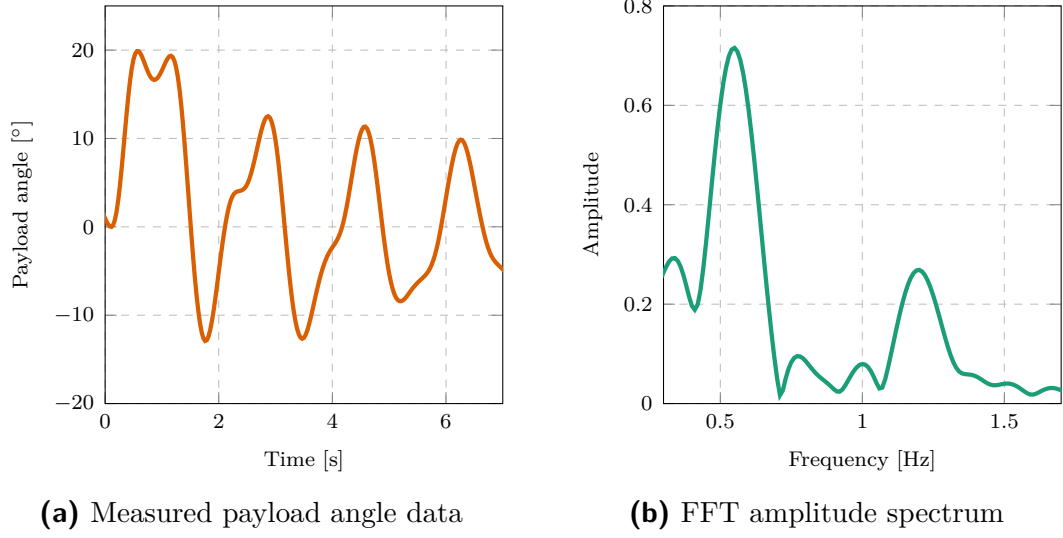 20
10
0
−10
−20
0
2
4
6
Payload angle [°]
Time [s]
(a) Measured payload angle data
0.8
0.6
0.4
0.2
0
0.5
1
1.5
Amplitude
Frequency [Hz]
(b) FFT amplitude spectrum